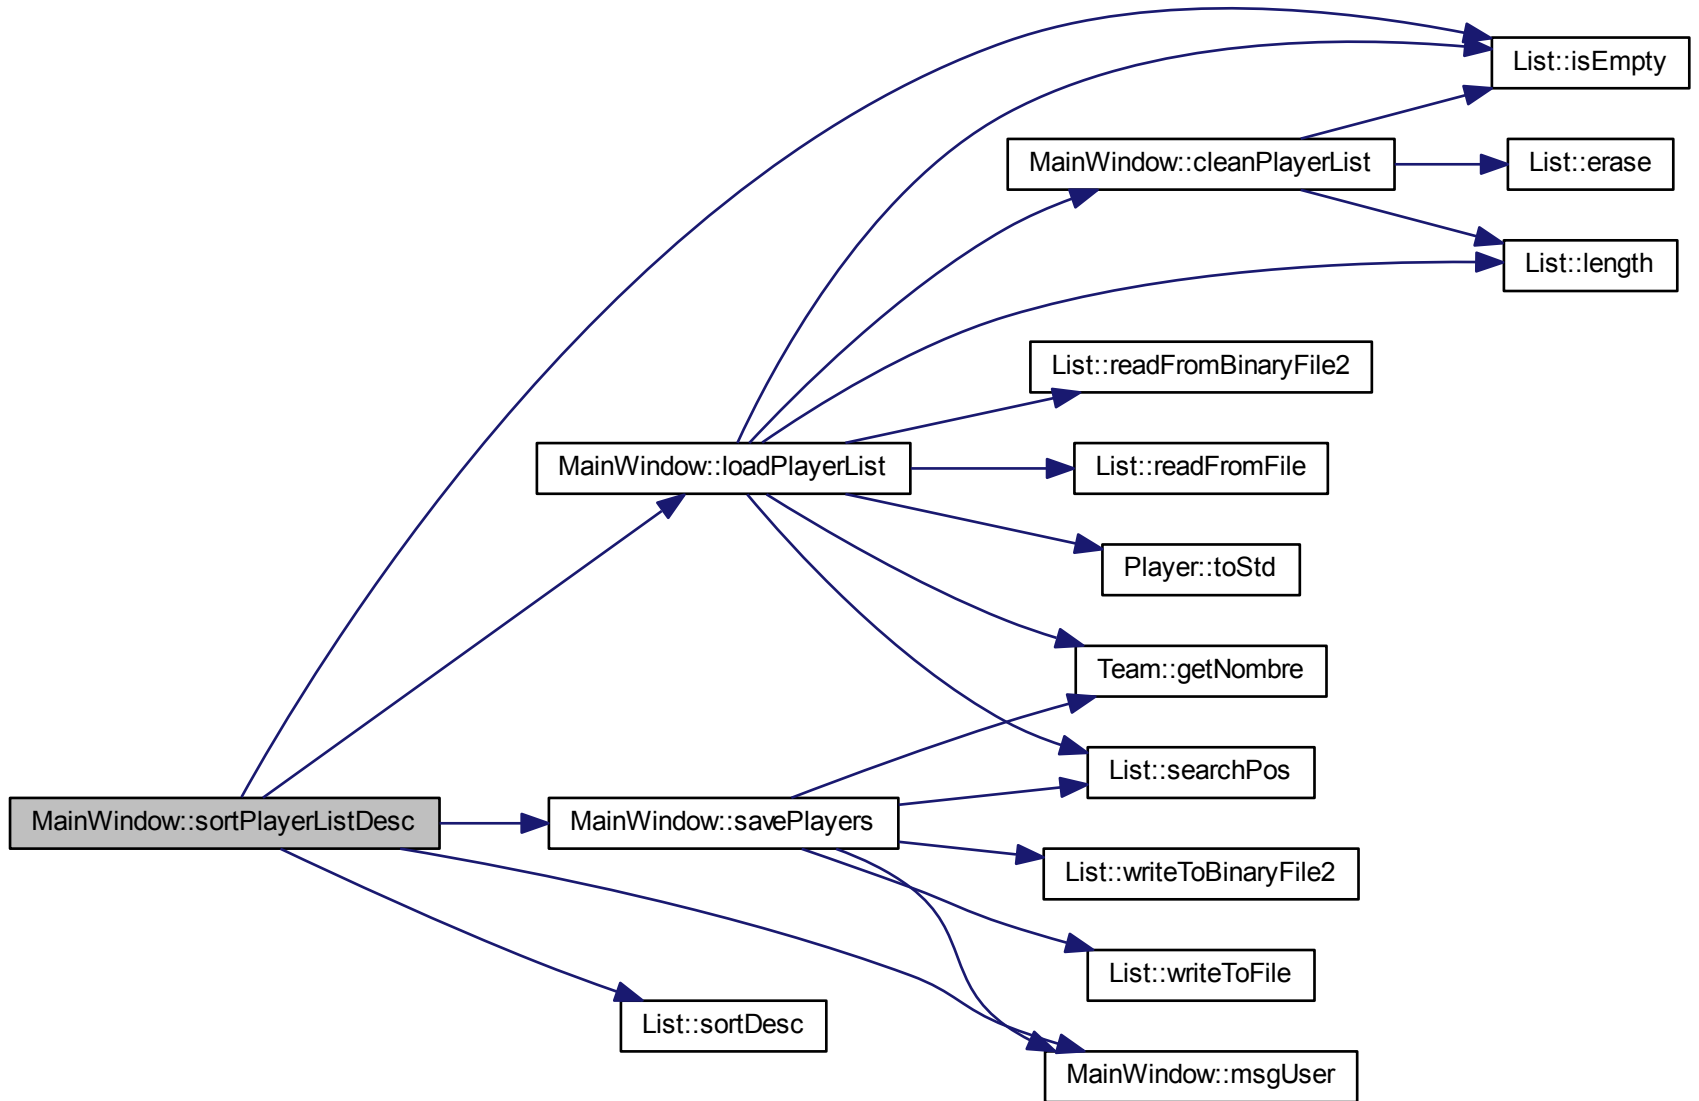 List::isEmpty
MainWindow::cleanPlayerList
List::erase
List::length
List::readFromBinaryFile2
MainWindow::loadPlayerList
List::readFromFile
Player::toStd
Team::getNombre
List::searchPos
MainWindow::sortPlayerListDesc
MainWindow::savePlayers
List::writeToBinaryFile2
List::writeToFile
List::sortDesc
MainWindow::msgUser